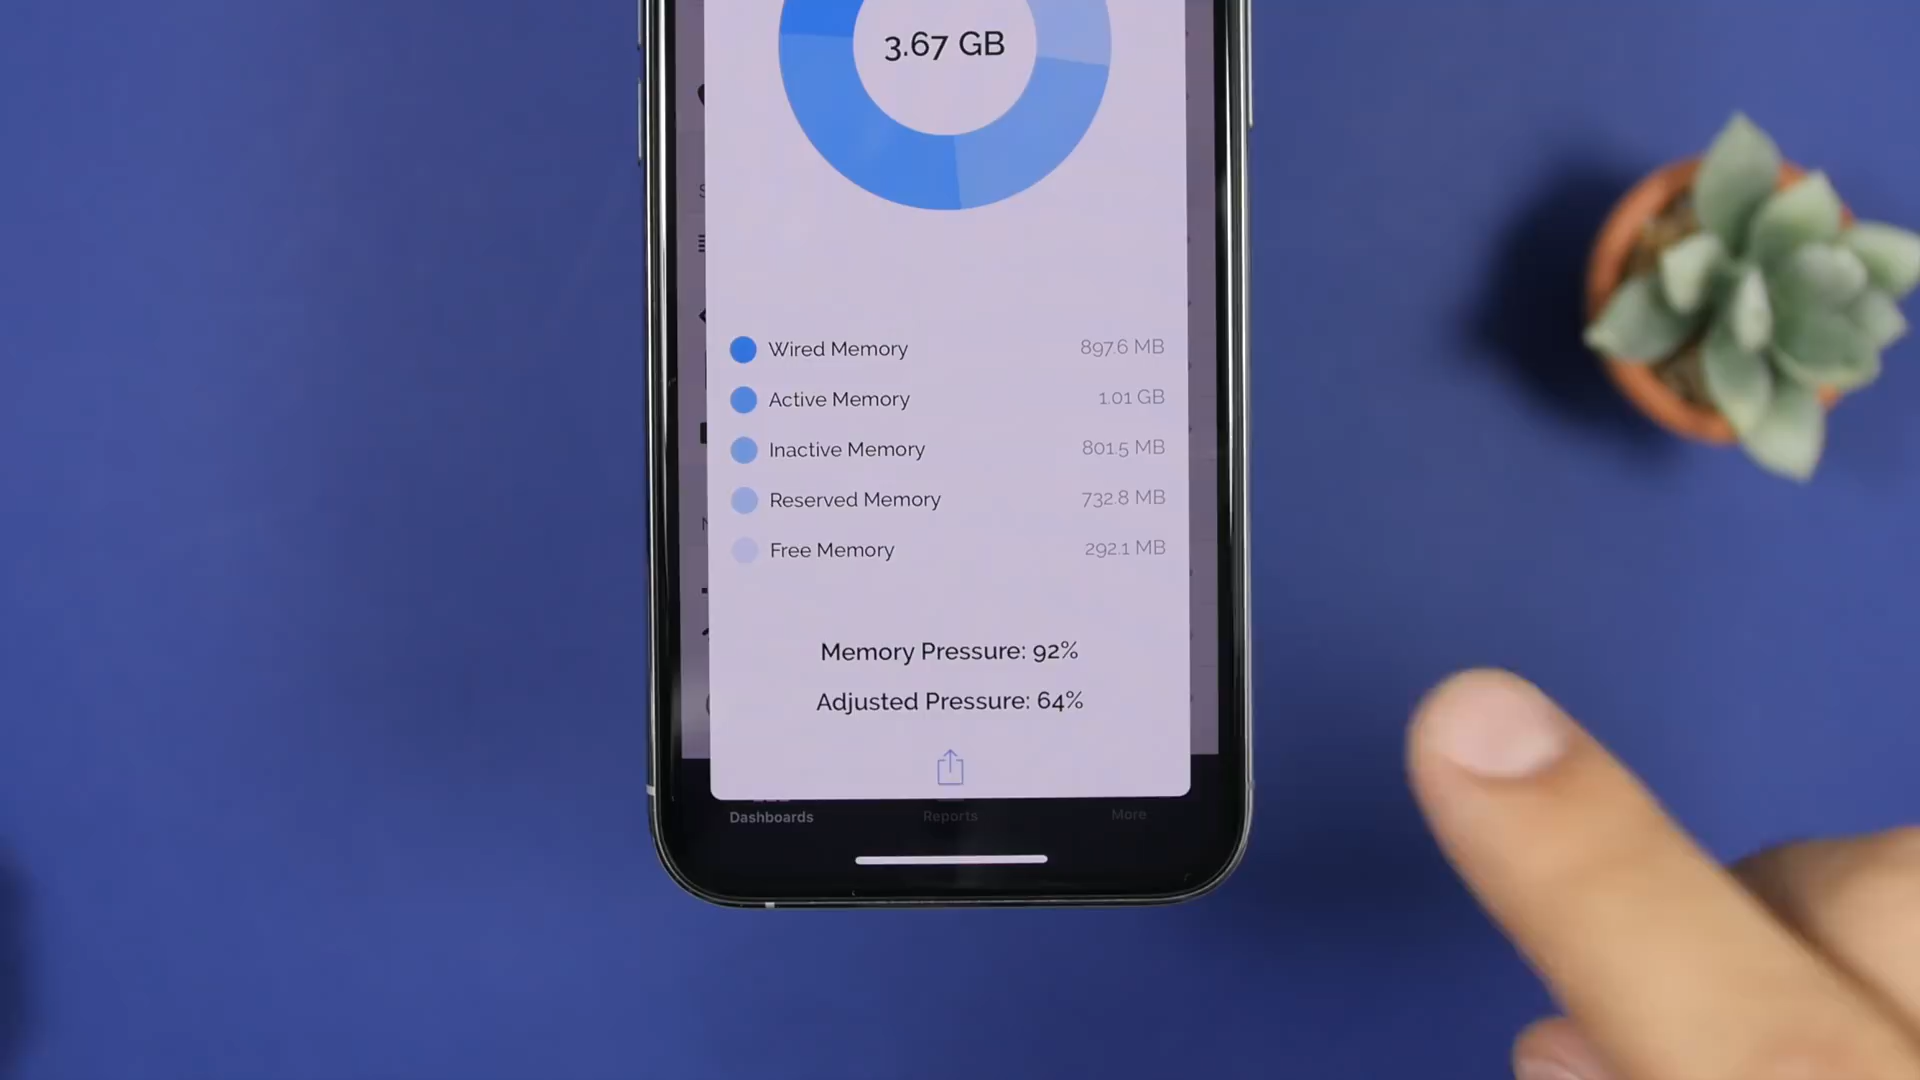 3.67 GB
Wired Memory 897.6 MB
Active Memory 1.01 GB
Inactive Memory 801.5 MB
Reserved Memory 732.8 MB
Free Memory 292.1 MB
Memory Pressure: 92%
Adjusted Pressure: 64%
Dashboards Reports More